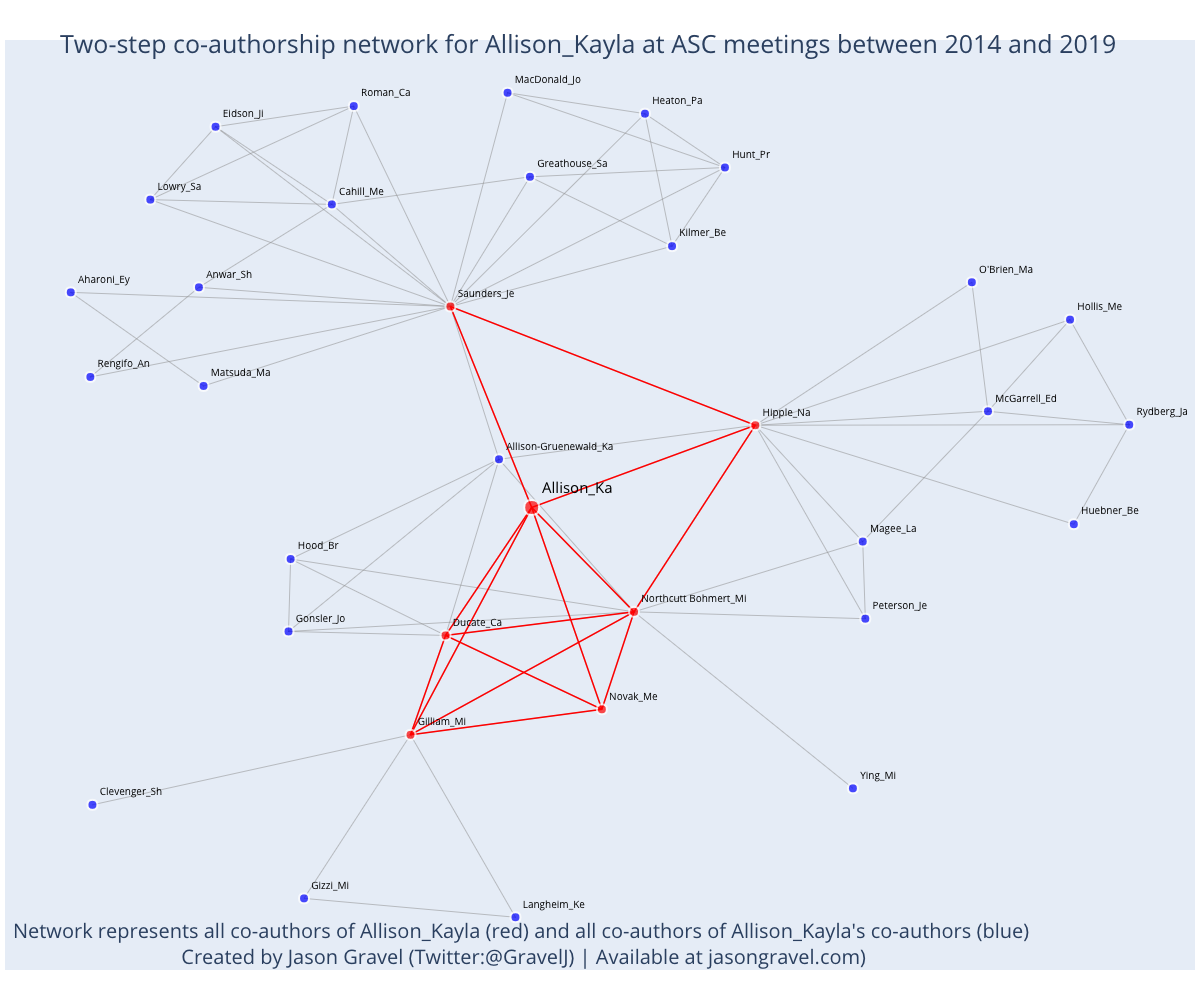 Two-step co-authorship network for Allison_Kayla at ASC meetings between 2014 and 2019
MacDonald_Jo
Roman_Ca
Heaton_Pa
Eidson_Ji
Hunt_Pr
Greathouse_Sa
Lowry_Sa
Cahill_Me
Kilmer_Be
O'Brien_Ma
Anwar_Sh
Aharoni_Ey
Saunders_Je
Hollis_Me
Rengifo_An
Matsuda_Ma
McGarrell_Ed
Hipple_Na
Rydberg_Ja
Allison-Gruenewald_Ka
Allison_Ka
Huebner_Be
Magee_La
Hood_Br
Northcutt Bohmert_Mi
Peterson_Je
Gonsler_Jo
Ducate_Ca
Novak_Me
Gilliam_Mi
Ying_Mi
Clevenger_Sh
Gizzi_Mi
Langheim_Ke
Network represents all co-authors of Allison_Kayla (red) and all co-authors of Allison_Kayla's co-authors (blue)
Created by Jason Gravel (Twitter:@GravelJ) | Available at jasongravel.com)